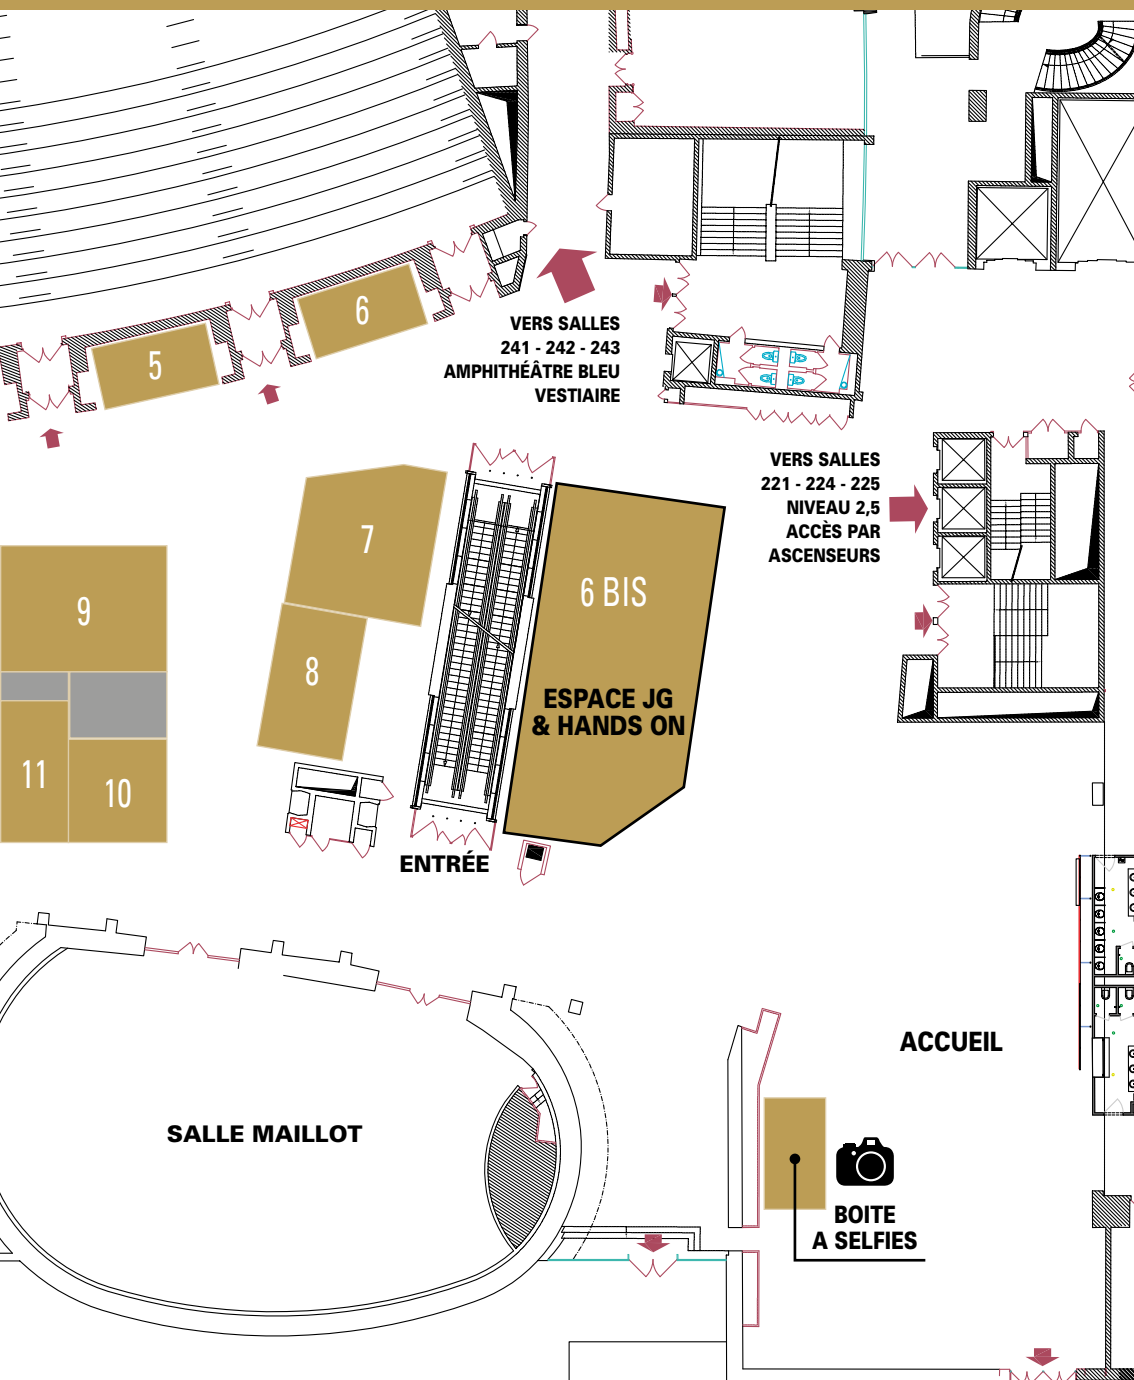 6
5
VERS SALLES
241 - 242 - 243
AMPHITHÉÂTRE BLEU
VESTIAIRE
VERS SALLES
221 - 224 - 225
NIVEAU 2,5
ACCÈS PAR
ASCENSEURS
7
6 BIS
9
8
ESPACE JG
& HANDS ON
11
10
ENTRÉE
ACCUEIL
SALLE MAILLOT
BOITE
A SELFIES